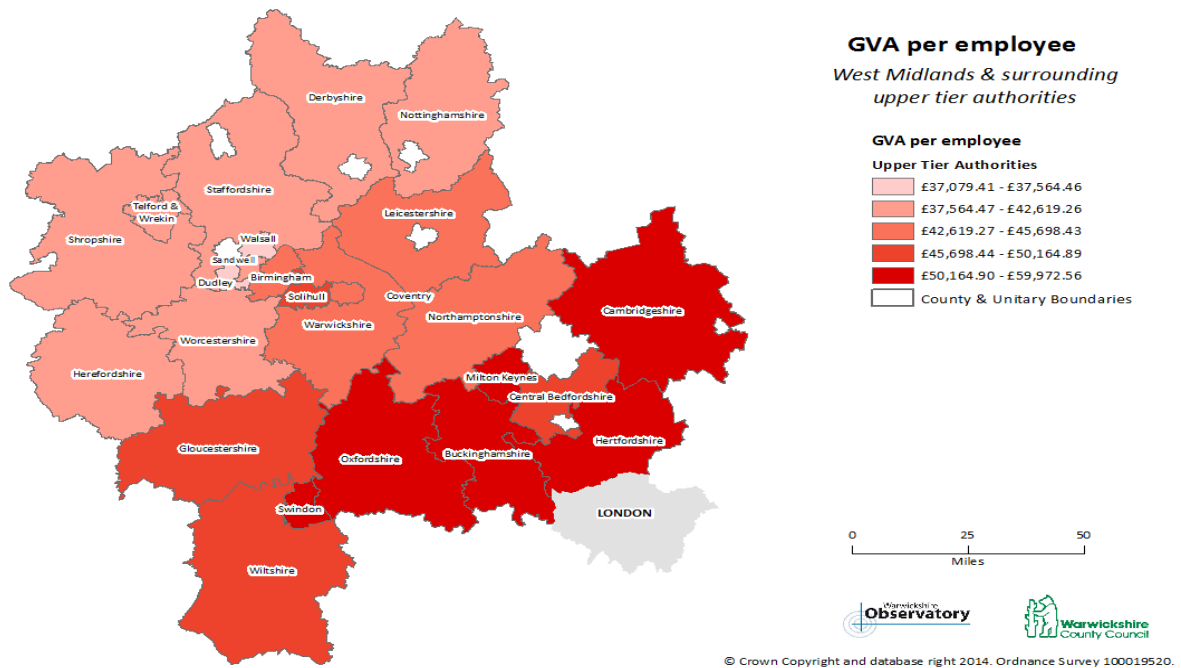 GVA per employee
West Midlands & surrounding
upper tier authorities
GVA per employee
Upper Tier Authorities
£37,079.41 - £37,564.46
£37,564.47 - £42,619.26
£42,619.27 - £45,698.43
£45,698.44 - £50,164.89
£50,164.90 - £59,972.56
County & Unitary Boundaries
Derbyshire
Nottinghamshire
Staffordshire
Telford &
Wrekin
Leicestershire
Shropshire
Walsall
Sandwell
Dudley
Birmingham
Solihull
Coventry
Cambridgeshire
Northamptonshire
Warwickshire
Worcestershire
Herefordshire
Milton Keynes
Central Bedfordshire
Hertfordshire
Gloucestershire
Oxfordshire
Buckinghamshire
Swindon
LONDON
Wiltshire
0 25 50
Miles
Warwickshire
Observatory
Warwickshire
County Council
© Crown Copyright and database right 2014. Ordnance Survey 100019520.